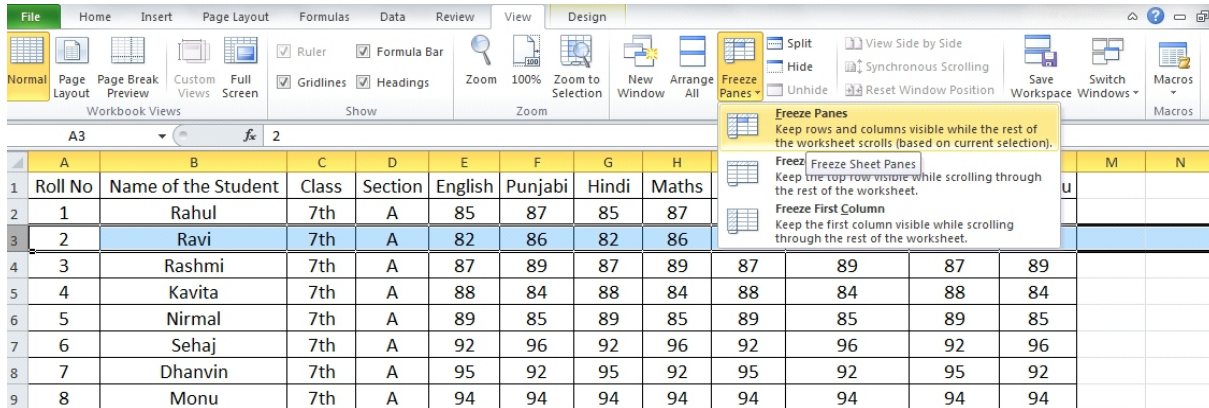 File Home Insert Page Layout Formulas Data Review View Design
Ruler Formula Bar Split View Side by Side
Hide Synchronous Scrolling
Normal Page Page Break Custom Full Gridlines Headings Zoom 100% Zoom to New Arrange Freeze Unhide Reset Window Position Save Switch Macros
Layout Preview Views Screen Selection Window All Panes Workspace Windows
Workbook Views Show Zoom Macros
A3 fx 2
Freeze Panes
Keep rows and columns visible while the rest of
the worksheet scrolls (based on current selection).
Freez Freeze Sheet Panes
Keep the top row visible while scrolling through
the rest of the worksheet.
Freeze First Column
Keep the first column visible while scrolling
through the rest of the worksheet.
A B C D E F G H M N
1 Roll No Name of the Student Class Section English Punjabi Hindi Maths u
2 1 Rahul 7th A 85 87 85 87
3 2 Ravi 7th A 82 86 82 86
4 3 Rashmi 7th A 87 89 87 89 87 89 87 89
5 4 Kavita 7th A 88 84 88 84 88 84 88 84
6 5 Nirmal 7th A 89 85 89 85 89 85 89 85
7 6 Sehaj 7th A 92 96 92 96 92 96 92 96
8 7 Dhanvin 7th A 95 92 95 92 95 92 95 92
9 8 Monu 7th A 94 94 94 94 94 94 94 94